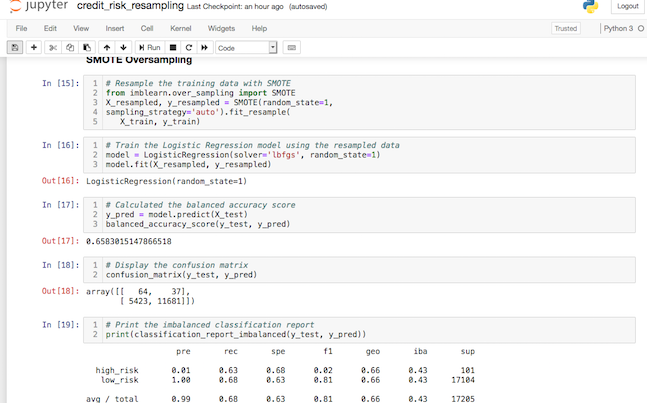 jupyter credit_risk_resampling Last Checkpoint: an hour ago (autosaved)
Logout
File Edit View Insert Cell Kernel Widgets Help
Trusted Python 3
Run Code
SMOTE Oversampling
In [15]:
1 # Resample the training data with SMOTE
2 from imblearn.over_sampling import SMOTE
3 X_resampled, y_resampled = SMOTE(random_state=1,
4 sampling_strategy='auto').fit_resample(
5 X_train, y_train)
In [16]:
1 # Train the Logistic Regression model using the resampled data
2 model = LogisticRegression(solver='lbfgs', random_state=1)
3 model.fit(X_resampled, y_resampled)
Out[16]: LogisticRegression(random_state=1)
In [17]:
1 # Calculated the balanced accuracy score
2 y_pred = model.predict(X_test)
3 balanced_accuracy_score(y_test, y_pred)
Out[17]: 0.6583015147866518
In [18]:
1 # Display the confusion matrix
2 confusion_matrix(y_test, y_pred)
Out[18]: array([[ 64, 37],
[ 5423, 11681]])
In [19]:
1 # Print the imbalanced classification report
2 print(classification_report_imbalanced(y_test, y_pred))
pre rec spe f1 geo iba sup
high_risk 0.01 0.63 0.68 0.02 0.66 0.43 101
low_risk 1.00 0.68 0.63 0.81 0.66 0.43 17104
avg / total 0.99 0.68 0.63 0.81 0.66 0.43 17205